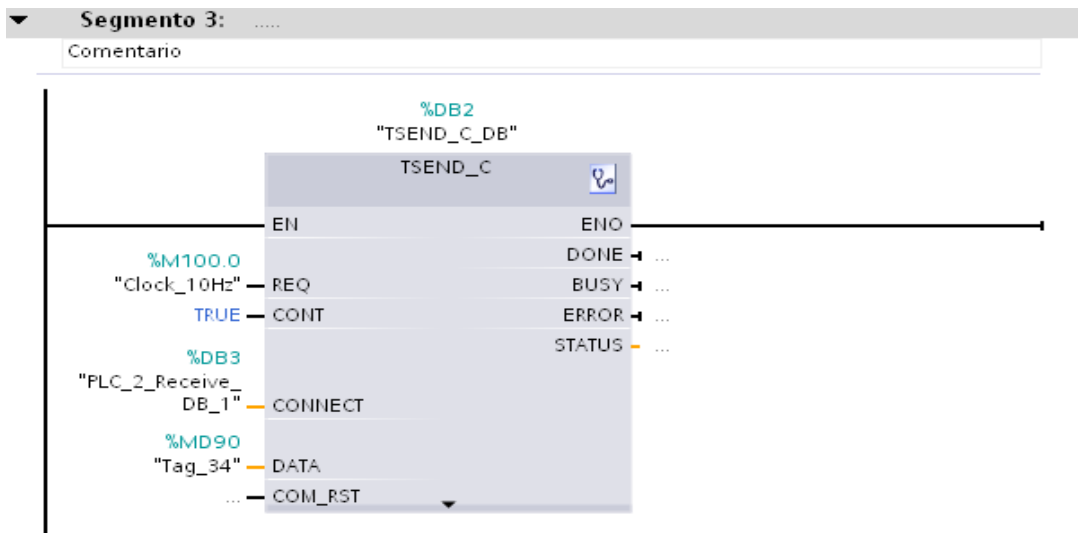 Segmento 3: .....
Comentario
%DB2
"TSEND_C_DB"
TSEND_C
EN ENO
%M100.0 DONE ...
"Clock_10Hz" REQ BUSY ...
TRUE CONT ERROR ...
%DB3 STATUS ...
"PLC_2_Receive_
DB_1" CONNECT
%MD90
"Tag_34" DATA
... COM_RST